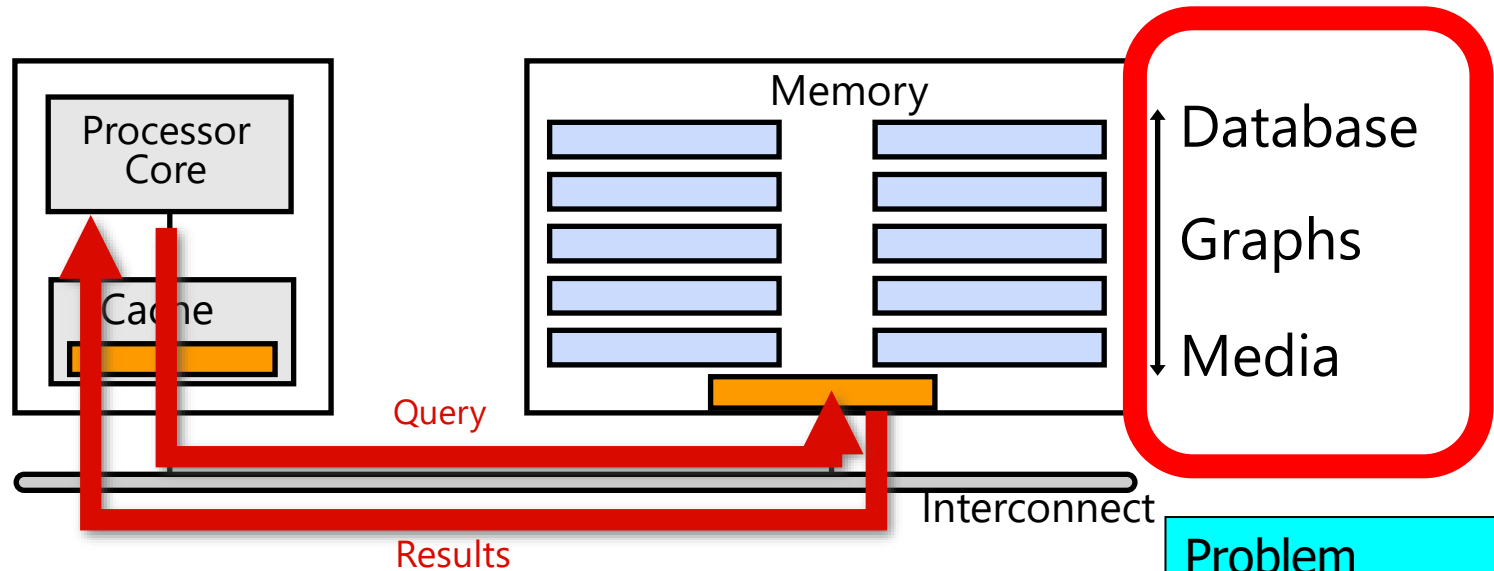 Memory
Processor
Core
Cache
Database
Graphs
Media
Query
Interconnect
Results
Problem